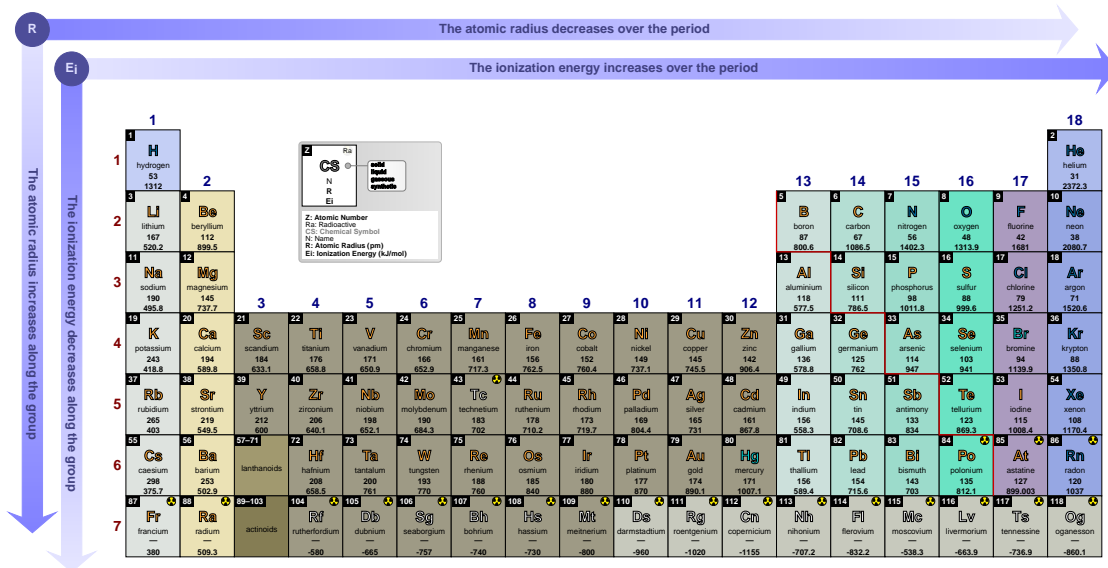 R
The atomic radius decreases over the period
Ei
The ionization energy increases over the period
The atomic radius increases along the group
The ionization energy decreases along the group
1
18
1
H
hydrogen
53
1312
Z
Ra
CS
N
R
Ei
solid
liquid
gaseous
synthetic
Z: Atomic Number
Ra: Radioactive
CS: Chemical Symbol
N: Name
R: Atomic Radius (pm)
Ei: Ionization Energy (kJ/mol)
2
He
helium
31
2372.3
1
2
13 14 15 16 17
3 4 5 6 7 8 9 10
2 Li Be B C N O F Ne
lithium beryllium boron carbon nitrogen oxygen fluorine neon
167 112 87 67 56 48 42 38
520.2 899.5 800.6 1086.5 1402.3 1313.9 1681 2080.7
11 12 13 14 15 16 17 18
3 Na Mg Al Si P S Cl Ar
sodium magnesium aluminium silicon phosphorus sulfur chlorine argon
190 145 118 111 98 88 79 71
495.8 737.7 577.5 786.5 1011.8 999.6 1251.2 1520.6
3 4 5 6 7 8 9 10 11 12
19 20 21 22 23 24 25 26 27 28 29 30 31 32 33 34 35 36
4 K Ca Sc Ti V Cr Mn Fe Co Ni Cu Zn Ga Ge As Se Br Kr
potassium calcium scandium titanium vanadium chromium manganese iron cobalt nickel copper zinc gallium germanium arsenic selenium bromine krypton
243 194 184 176 171 166 161 156 152 149 145 142 136 125 114 103 94 88
418.8 589.8 633.1 658.8 650.9 652.9 717.3 762.5 760.4 737.1 745.5 906.4 578.8 762 947 941 1139.9 1350.8
37 38 39 40 41 42 43 44 45 46 47 48 49 50 51 52 53 54
5 Rb Sr Y Zr Nb Mo Tc Ru Rh Pd Ag Cd In Sn Sb Te I Xe
rubidium strontium yttrium zirconium niobium molybdenum technetium ruthenium rhodium palladium silver cadmium indium tin antimony tellurium iodine xenon
265 219 212 206 198 190 183 178 173 169 165 161 156 145 133 123 115 108
403 549.5 600 640.1 652.1 684.3 702 710.2 719.7 804.4 731 867.8 558.3 708.6 834 869.3 1008.4 1170.4
55 56 57–71 72 73 74 75 76 77 78 79 80 81 82 83 84 85 86
6 Cs Ba lanthanoids Hf Ta W Re Os Ir Pt Au Hg Tl Pb Bi Po At Rn
caesium barium hafnium tantalum tungsten rhenium osmium iridium platinum gold mercury thallium lead bismuth polonium astatine radon
298 253 208 200 193 188 185 180 177 174 171 156 154 143 135 127 120
375.7 502.9 658.5 761 770 760 840 880 870 890.1 1007.1 589.4 715.6 703 812.1 899.003 1037
87 88 89–103 104 105 106 107 108 109 110 111 112 113 114 115 116 117 118
7 Fr Ra actinoids Rf Db Sg Bh Hs Mt Ds Rg Cn Nh Fl Mc Lv Ts Og
francium radium rutherfordium dubnium seaborgium bohrium hassium meitnerium darmstadtium roentgenium copernicium nihonium flerovium moscovium livermorium tennessine oganesson
— — — — — — — — — — — — — — — — —
380 509.3 -580 -665 -757 -740 -730 -800 -960 -1020 -1155 -707.2 -832.2 -538.3 -663.9 -736.9 -860.1